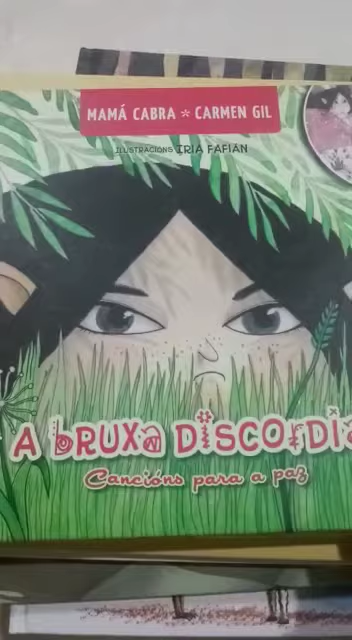 MAMÁ CABRA * CARMEN GIL
ILUSTRACIÓNS IRIA FAFIÁN
A bRUXa DiSCOrDia
Cancións para a paz